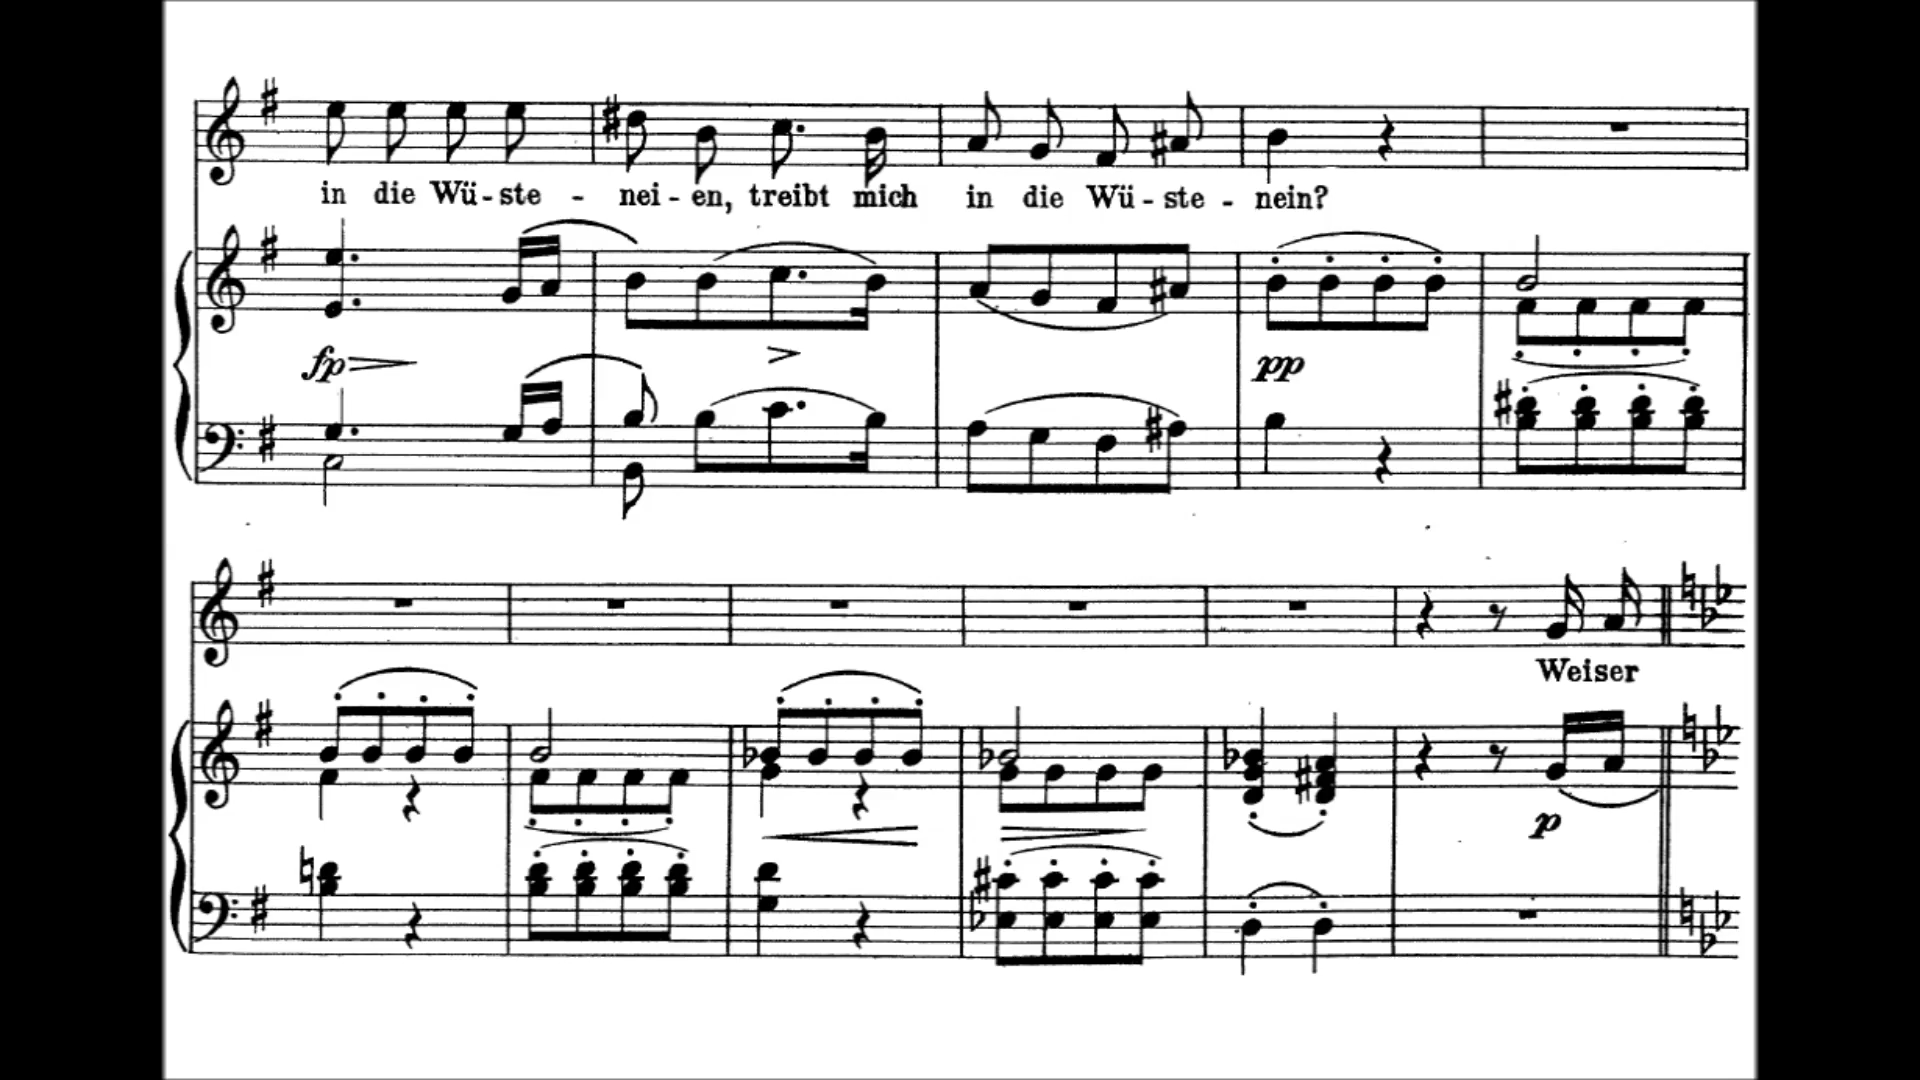 in die Wü - ste - nei - en, treibt mich in die Wü - ste - nein?
fp > pp
Weiser
p